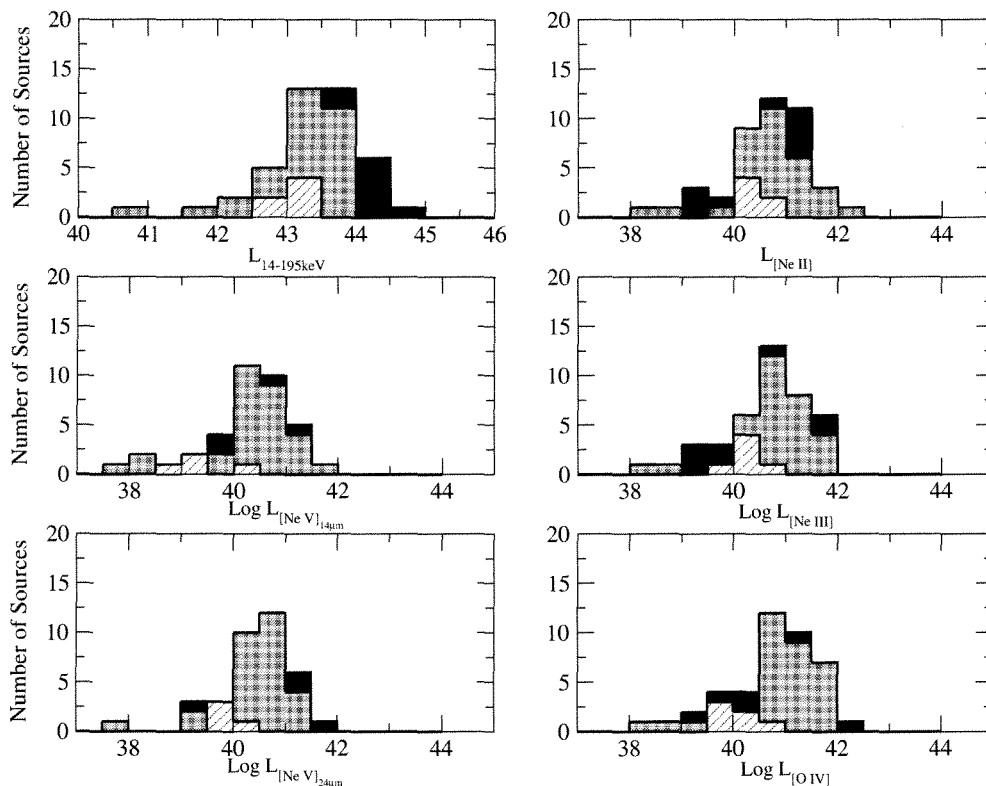 20
15
10
5
0
Number of Sources
40 41 42 43 44 45 46
L14-195keV
20
15
10
5
0
38 40 42 44
L[Ne II]
20
15
10
5
0
Number of Sources
38 40 42 44
Log L[Ne V]14μm
20
15
10
5
0
38 40 42 44
Log L[Ne III]
20
15
10
5
0
Number of Sources
38 40 42 44
Log L[Ne V]24μm
20
15
10
5
0
38 40 42 44
Log L[O IV]